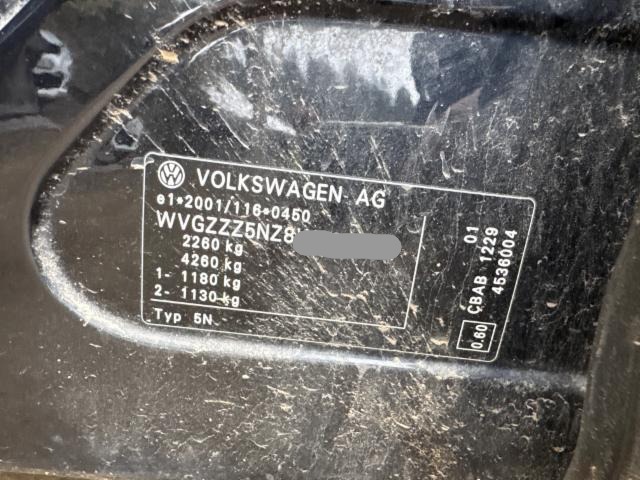 VOLKSWAGEN AG
e1*2001/116*0450
WVGZZZ5NZ8
2260 kg
4260 kg
1- 1180 kg
2- 1130 kg
Typ 5N
01
CBAB 1229
4536004
0.60